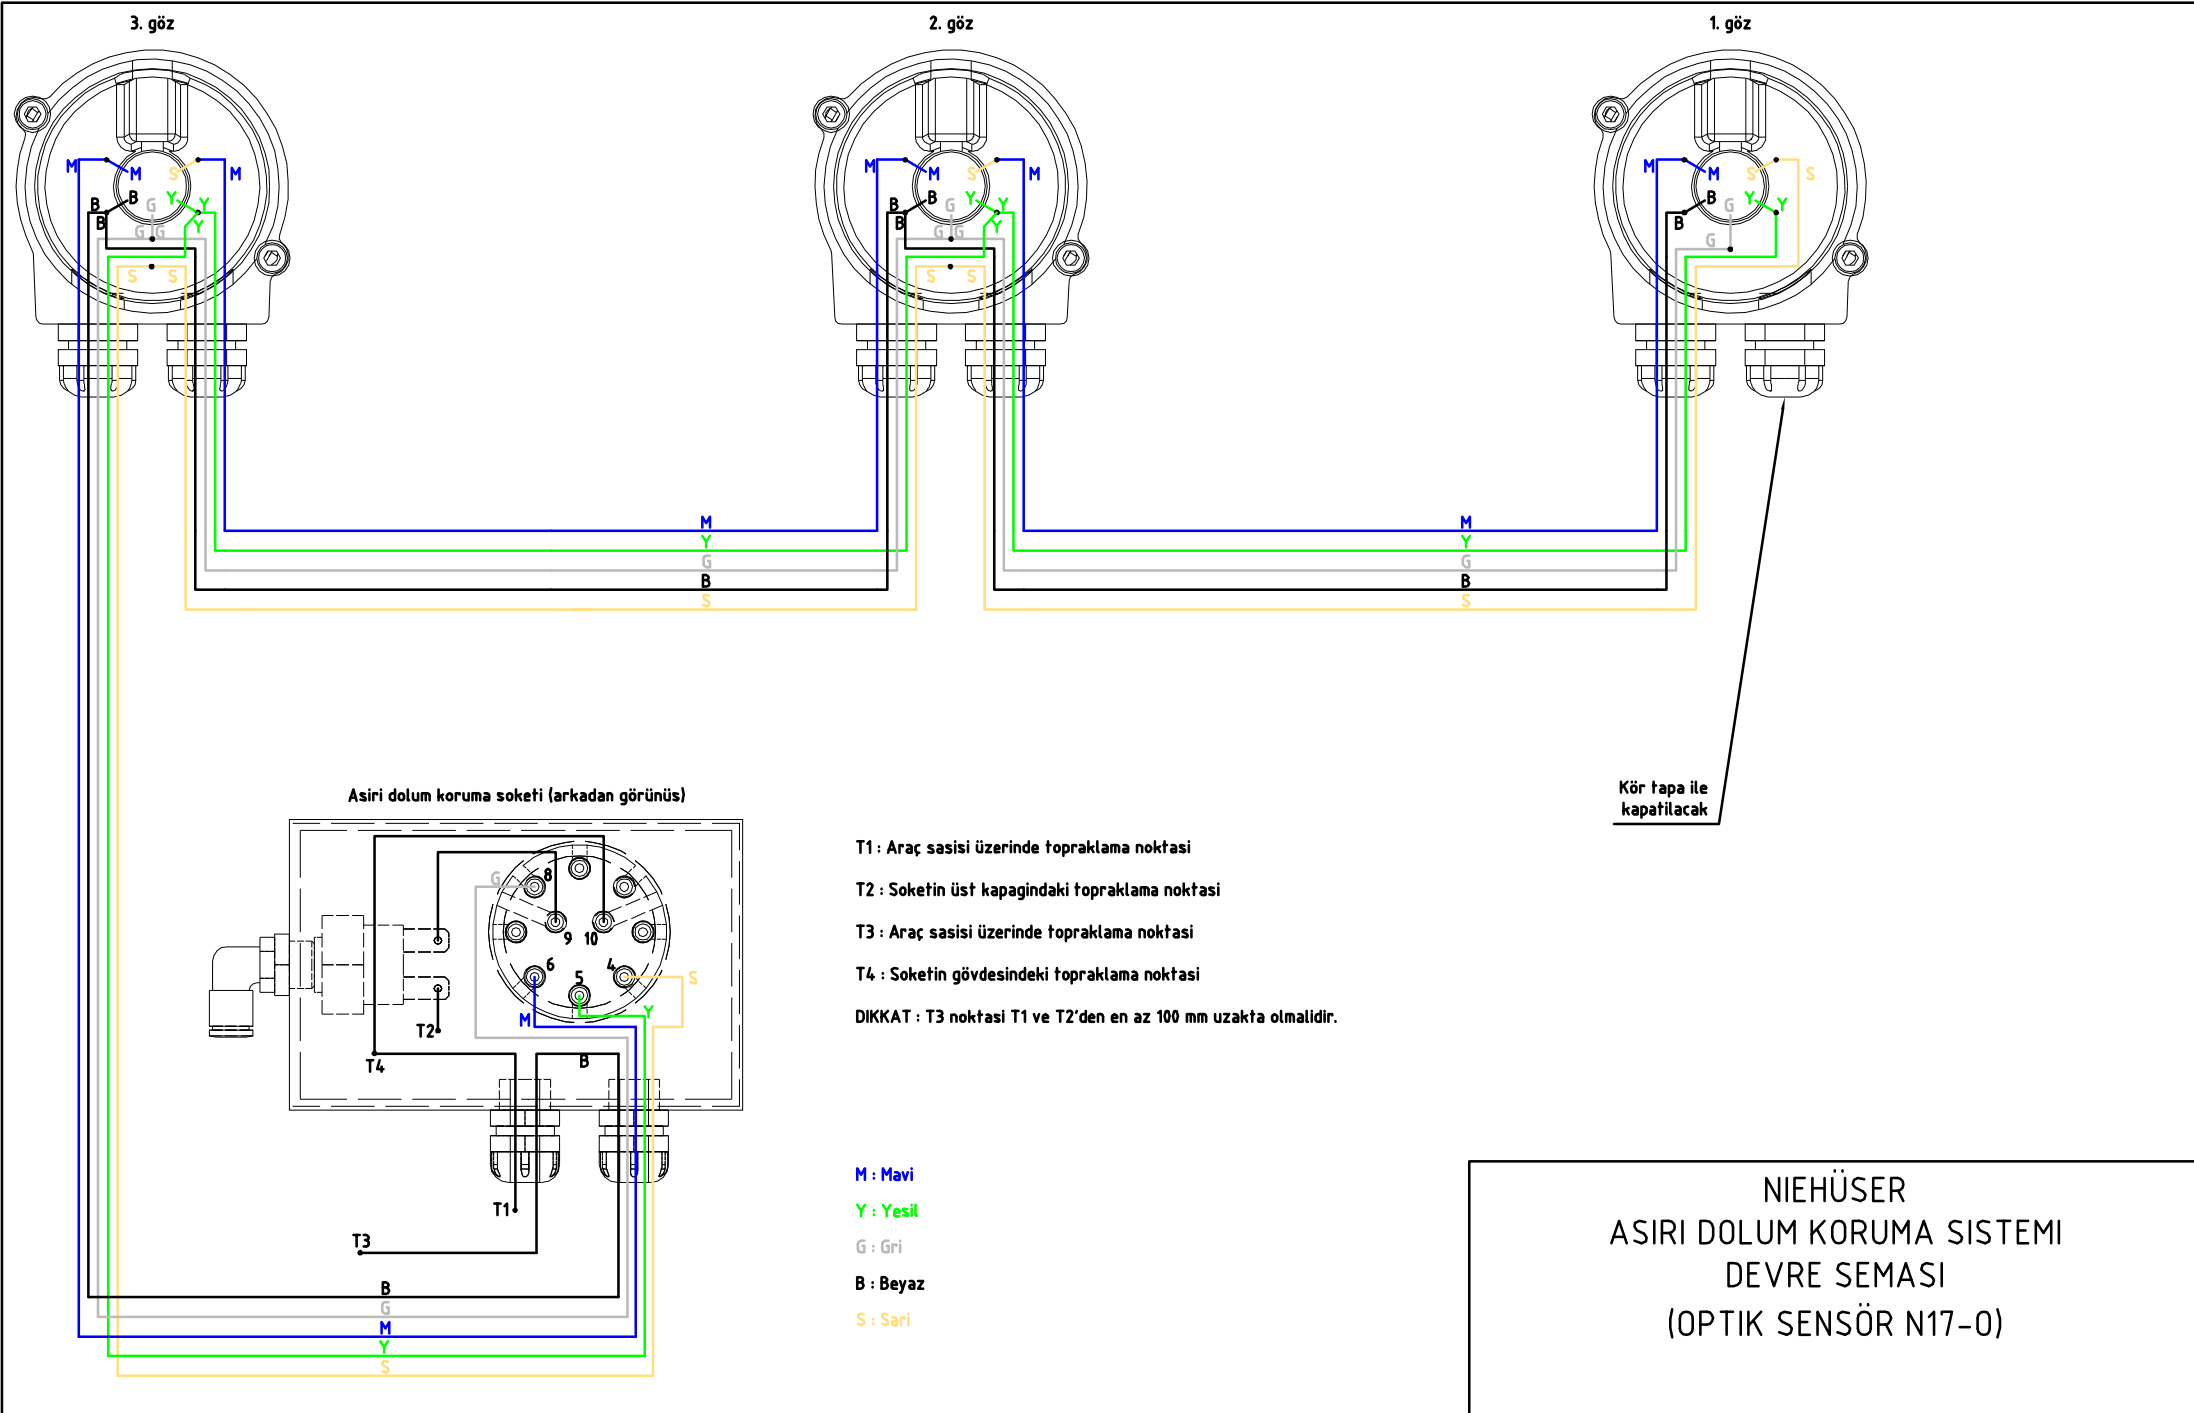 3. göz
2. göz
1. göz
M
M
S
M
B
B
Y
Y
B
G
Y
G
G
S
S
M
M
S
M
B
B
Y
Y
B
G
Y
G
G
S
S
M
M
S
S
B
Y
Y
B
G
G
M
M
Y
Y
G
G
B
B
S
S
Kör tapa ile
kapatilacak
Asiri dolum koruma soketi (arkadan görünüs)
G
8
9
10
6
5
4
S
M
Y
T2
T4
B
T1
T3
B
G
M
Y
S
T1 : Araç sasisi üzerinde topraklama noktasi
T2 : Soketin üst kapagindaki topraklama noktasi
T3 : Araç sasisi üzerinde topraklama noktasi
T4 : Soketin gövdesindeki topraklama noktasi
DIKKAT : T3 noktasi T1 ve T2'den en az 100 mm uzakta olmalidir.
M : Mavi
Y : Yesil
G : Gri
B : Beyaz
S : Sari
NIEHÜSER
ASIRI DOLUM KORUMA SISTEMI
DEVRE SEMASI
(OPTIK SENSÖR N17-O)